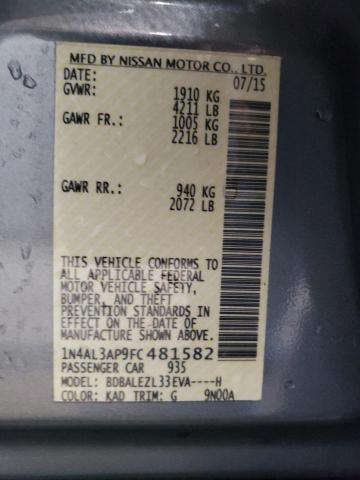 MFD BY NISSAN MOTOR CO., LTD.
DATE: 07/15
GVWR: 1910 KG
4211 LB
GAWR FR.: 1005 KG
2216 LB
GAWR RR.: 940 KG
2072 LB
THIS VEHICLE CONFORMS TO
ALL APPLICABLE FEDERAL
MOTOR VEHICLE SAFETY,
BUMPER, AND THEFT
PREVENTION STANDARDS IN
EFFECT ON THE DATE OF
MANUFACTURE SHOWN ABOVE.
1N4AL3AP9FC481582
PASSENGER CAR 935
MODEL: BDBALEZL33EVA----H
COLOR: KAD TRIM: G 9N00A